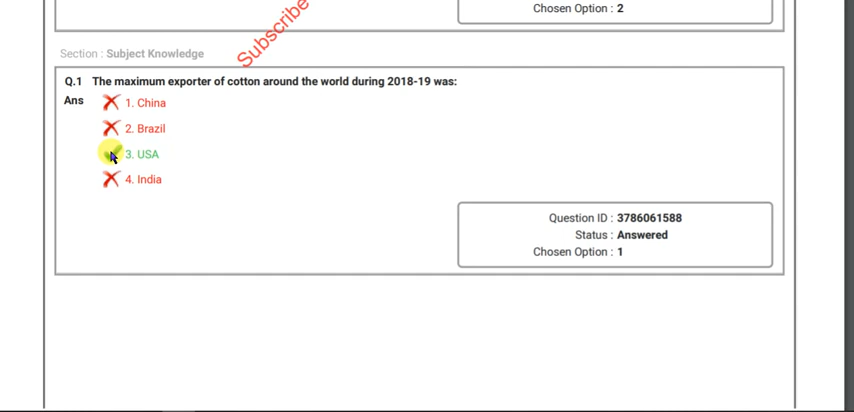 Chosen Option : 2
Subscribe
Section : Subject Knowledge
Q.1 The maximum exporter of cotton around the world during 2018-19 was:
Ans 1. China
2. Brazil
3. USA
4. India
Question ID : 3786061588
Status : Answered
Chosen Option : 1